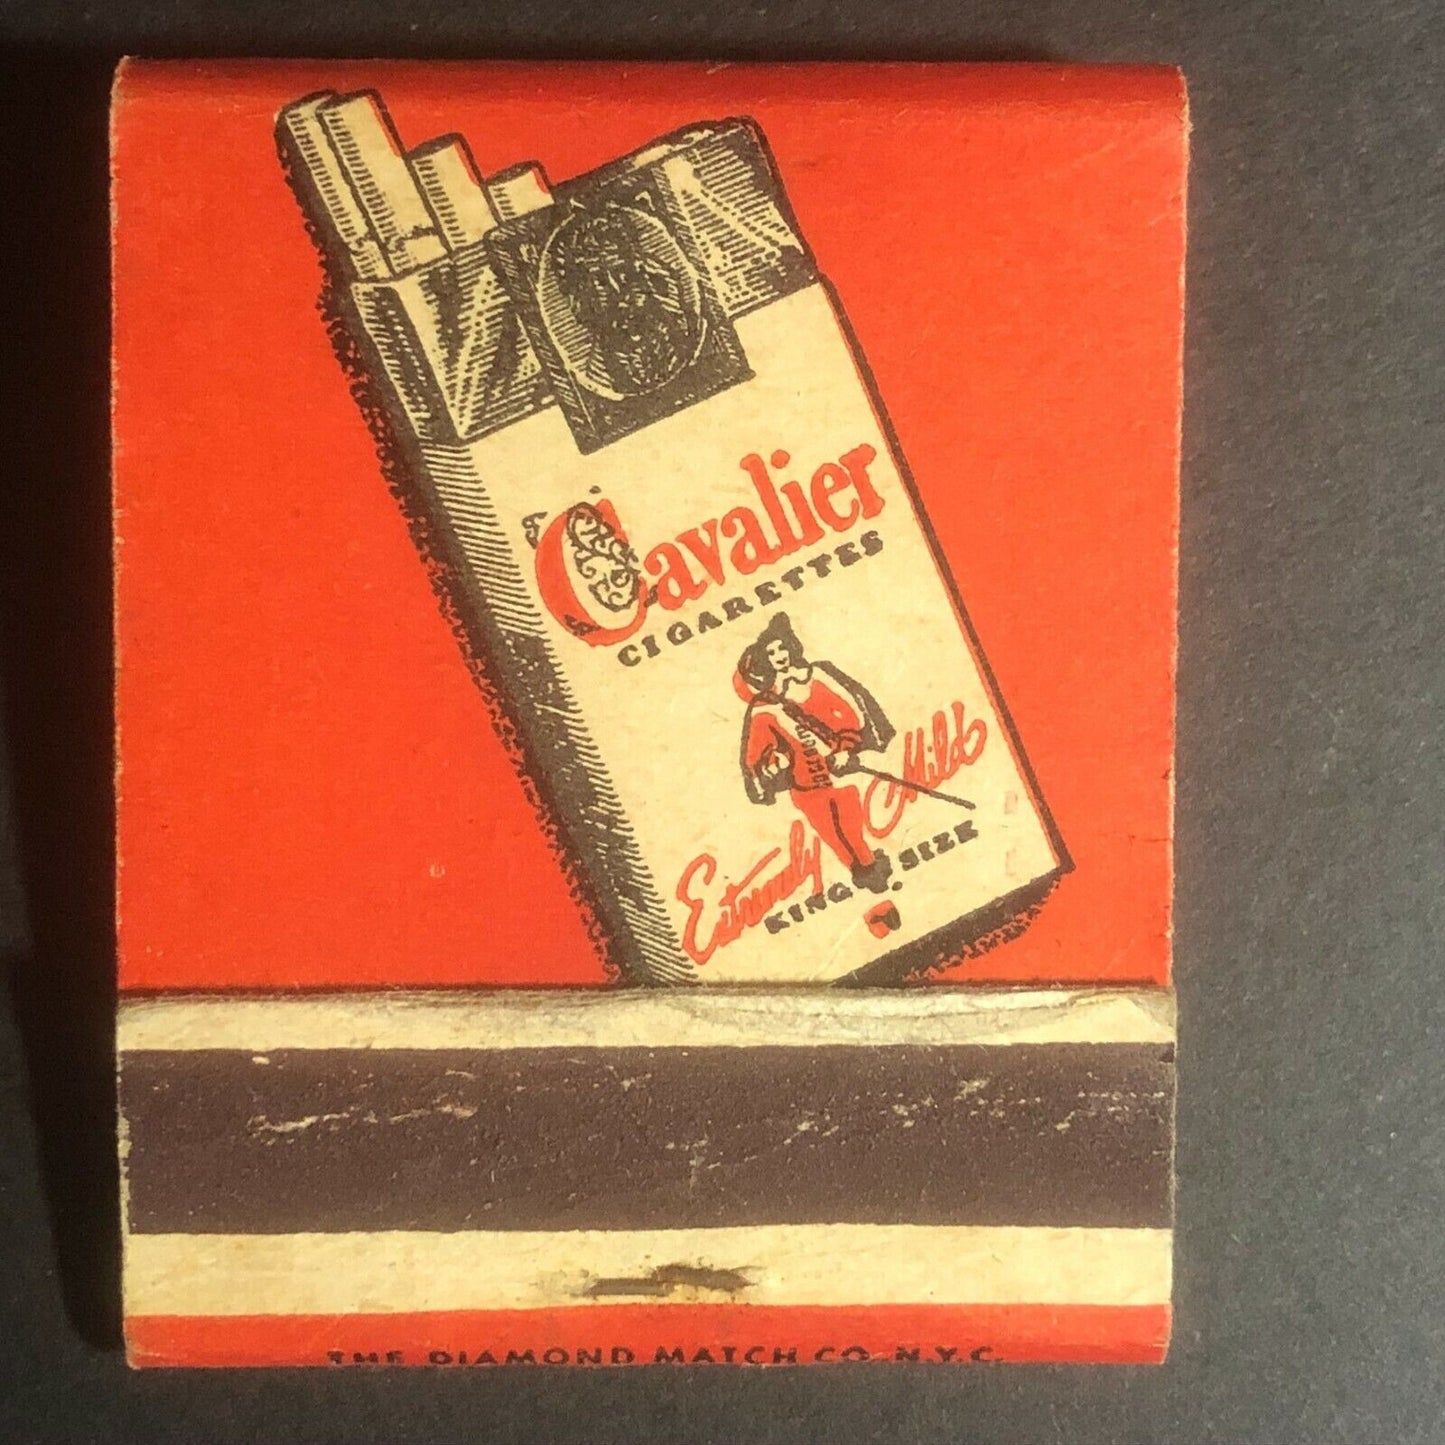 Cavalier
CIGARETTES
Extremely Mild
KING SIZE
THE DIAMOND MATCH CO. N.Y.C.